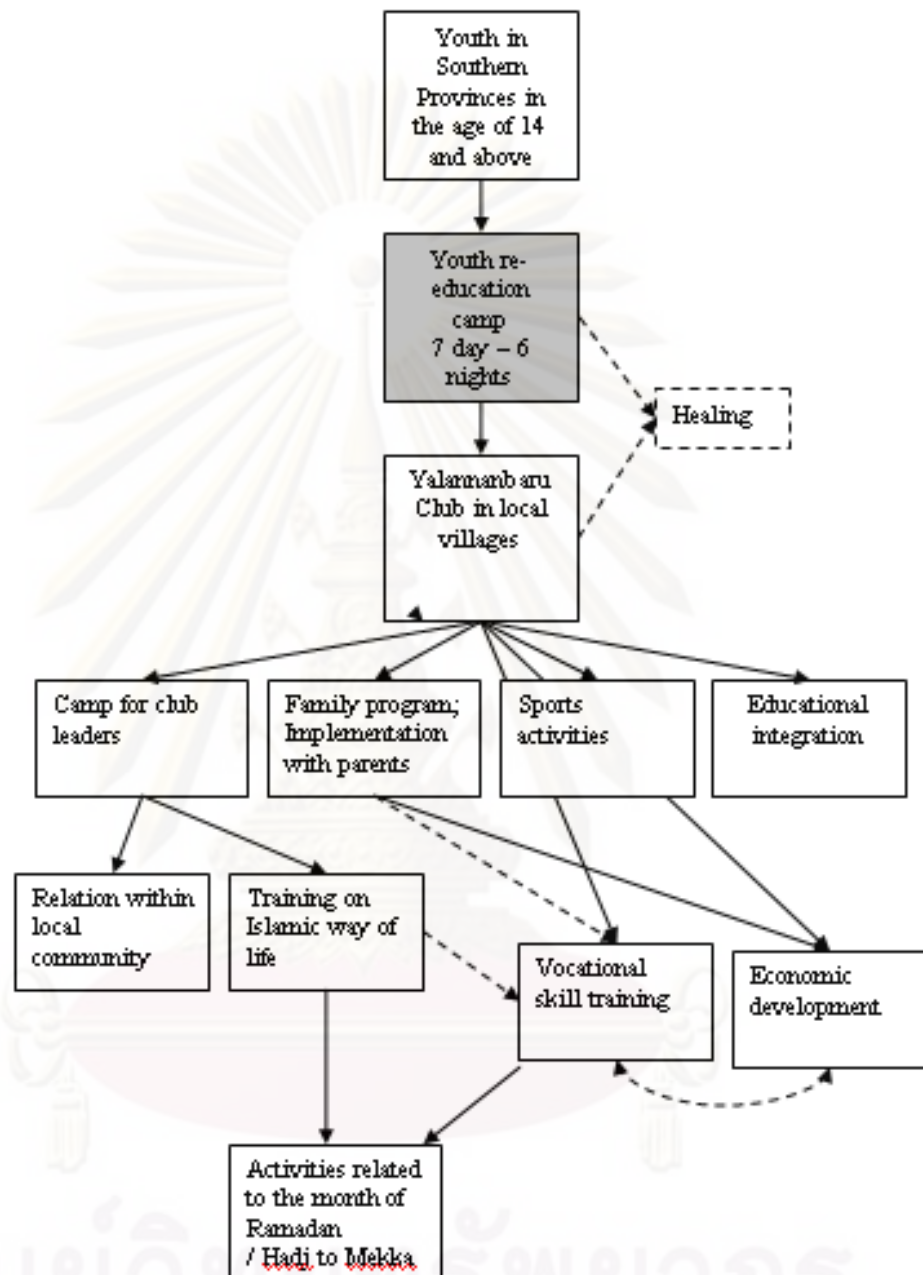 Youth in
Southern
Provinces in
the age of 14
and above
Youth re-
education
camp
7 day – 6
nights
Healing
Yalannanbaru
Club in local
villages
Camp for club
leaders
Family program;
Implementation
with parents
Sports
activities
Educational
integration
Relation within
local
community
Training on
Islamic way of
life
Vocational
skill training
Economic
development
Activities related
to the month of
Ramadan
/ Hadj to Mekka